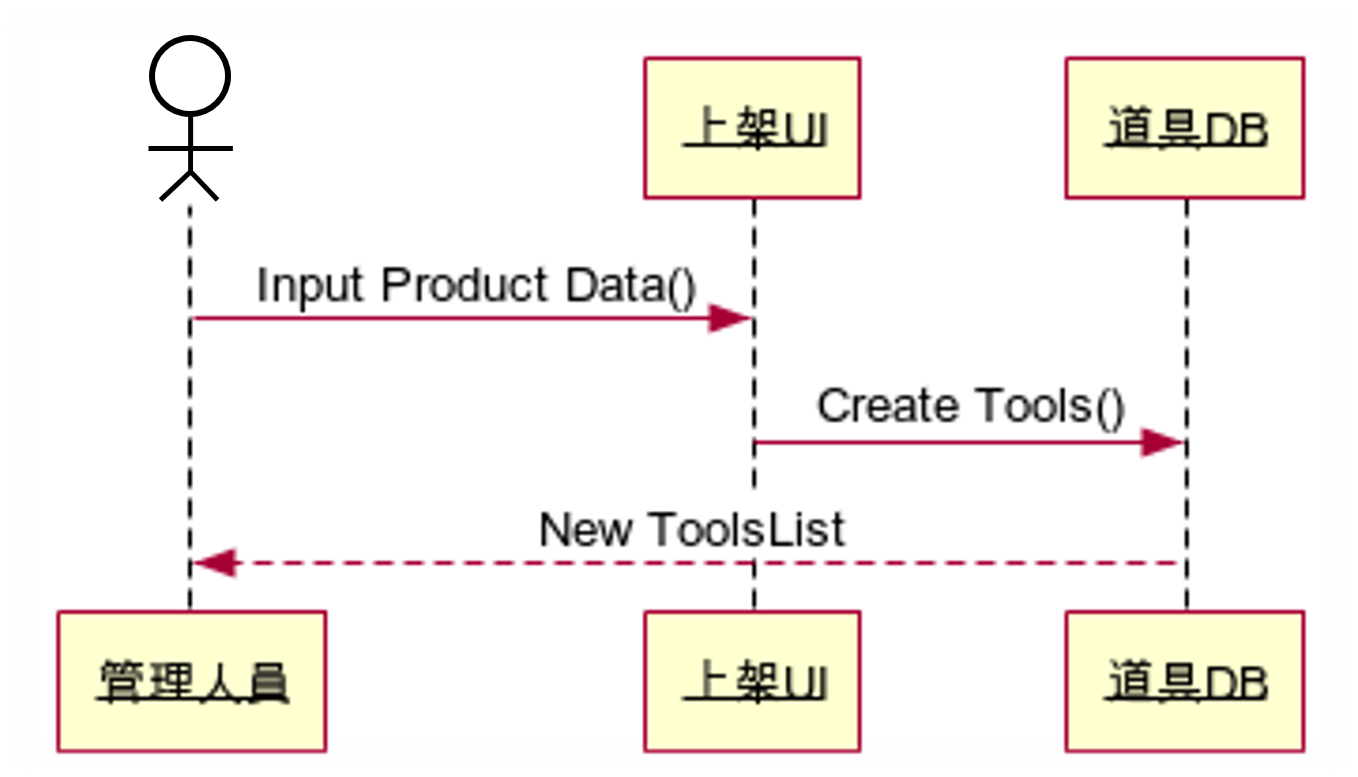 上架UI
道具DB
Input Product Data()
Create Tools()
New ToolsList
管理人員
上架UI
道具DB